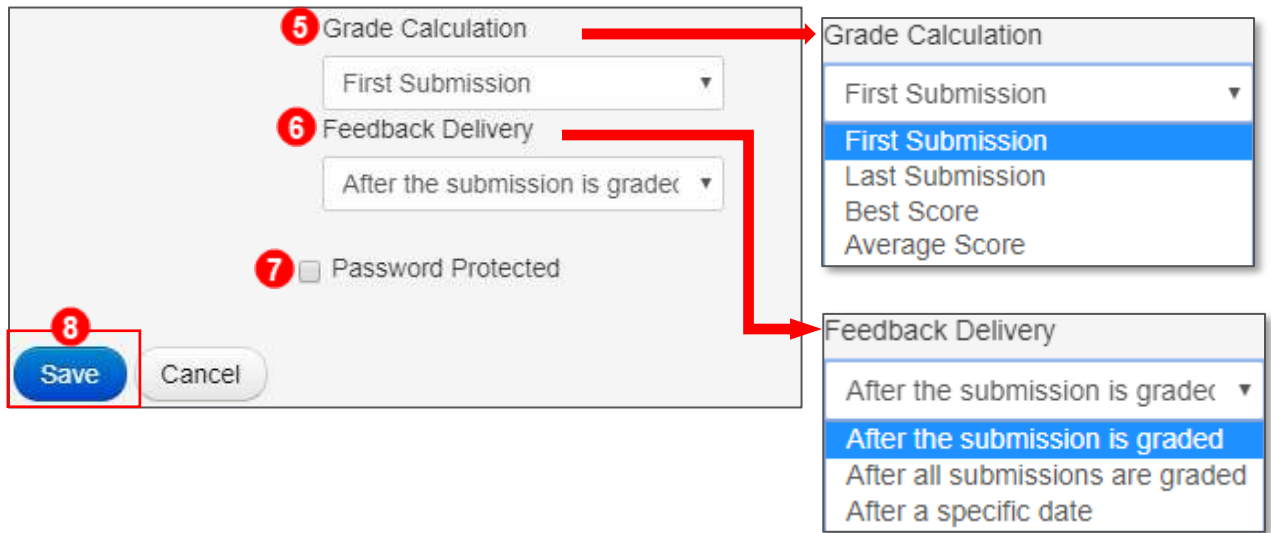 5 Grade Calculation
First Submission
6 Feedback Delivery
After the submission is gradec
7 Password Protected
8
Save Cancel
Grade Calculation
First Submission
First Submission
Last Submission
Best Score
Average Score
Feedback Delivery
After the submission is gradec
After the submission is graded
After all submissions are graded
After a specific date